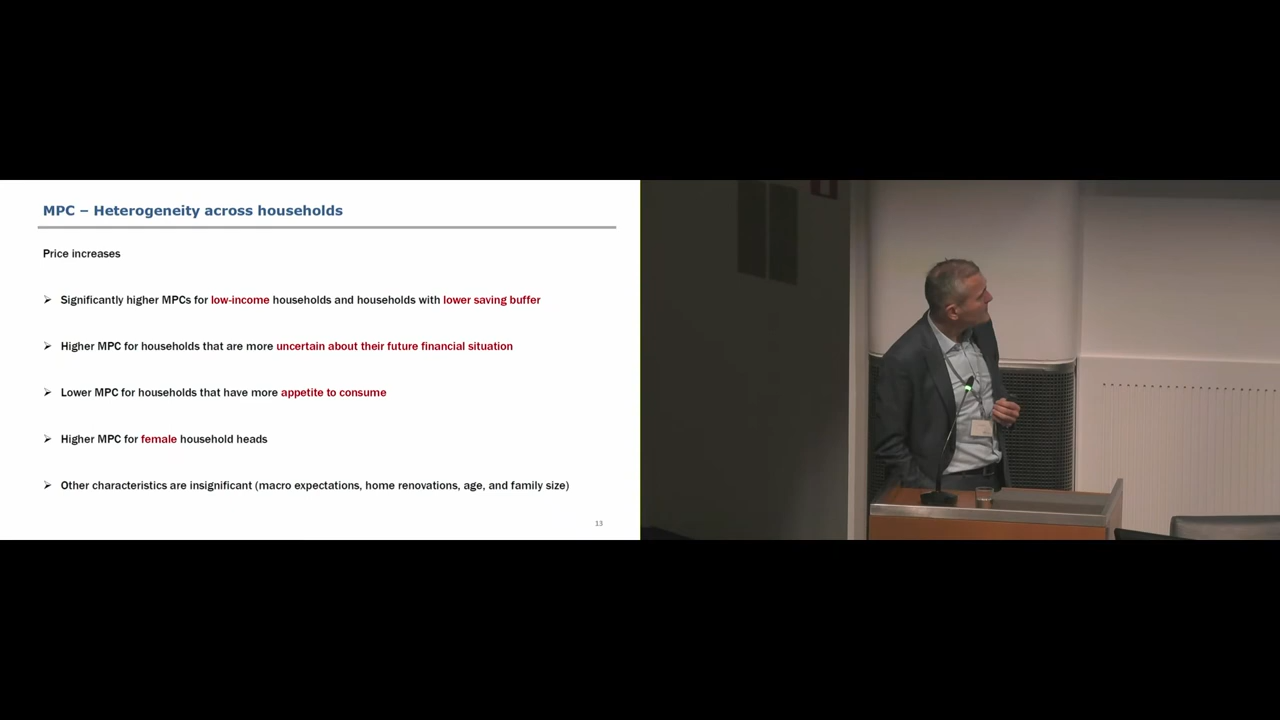 MPC – Heterogeneity across households
Price increases
➢ Significantly higher MPCs for low-income households and households with lower saving buffer
➢ Higher MPC for households that are more uncertain about their future financial situation
➢ Lower MPC for households that have more appetite to consume
➢ Higher MPC for female household heads
➢ Other characteristics are insignificant (macro expectations, home renovations, age, and family size)
13